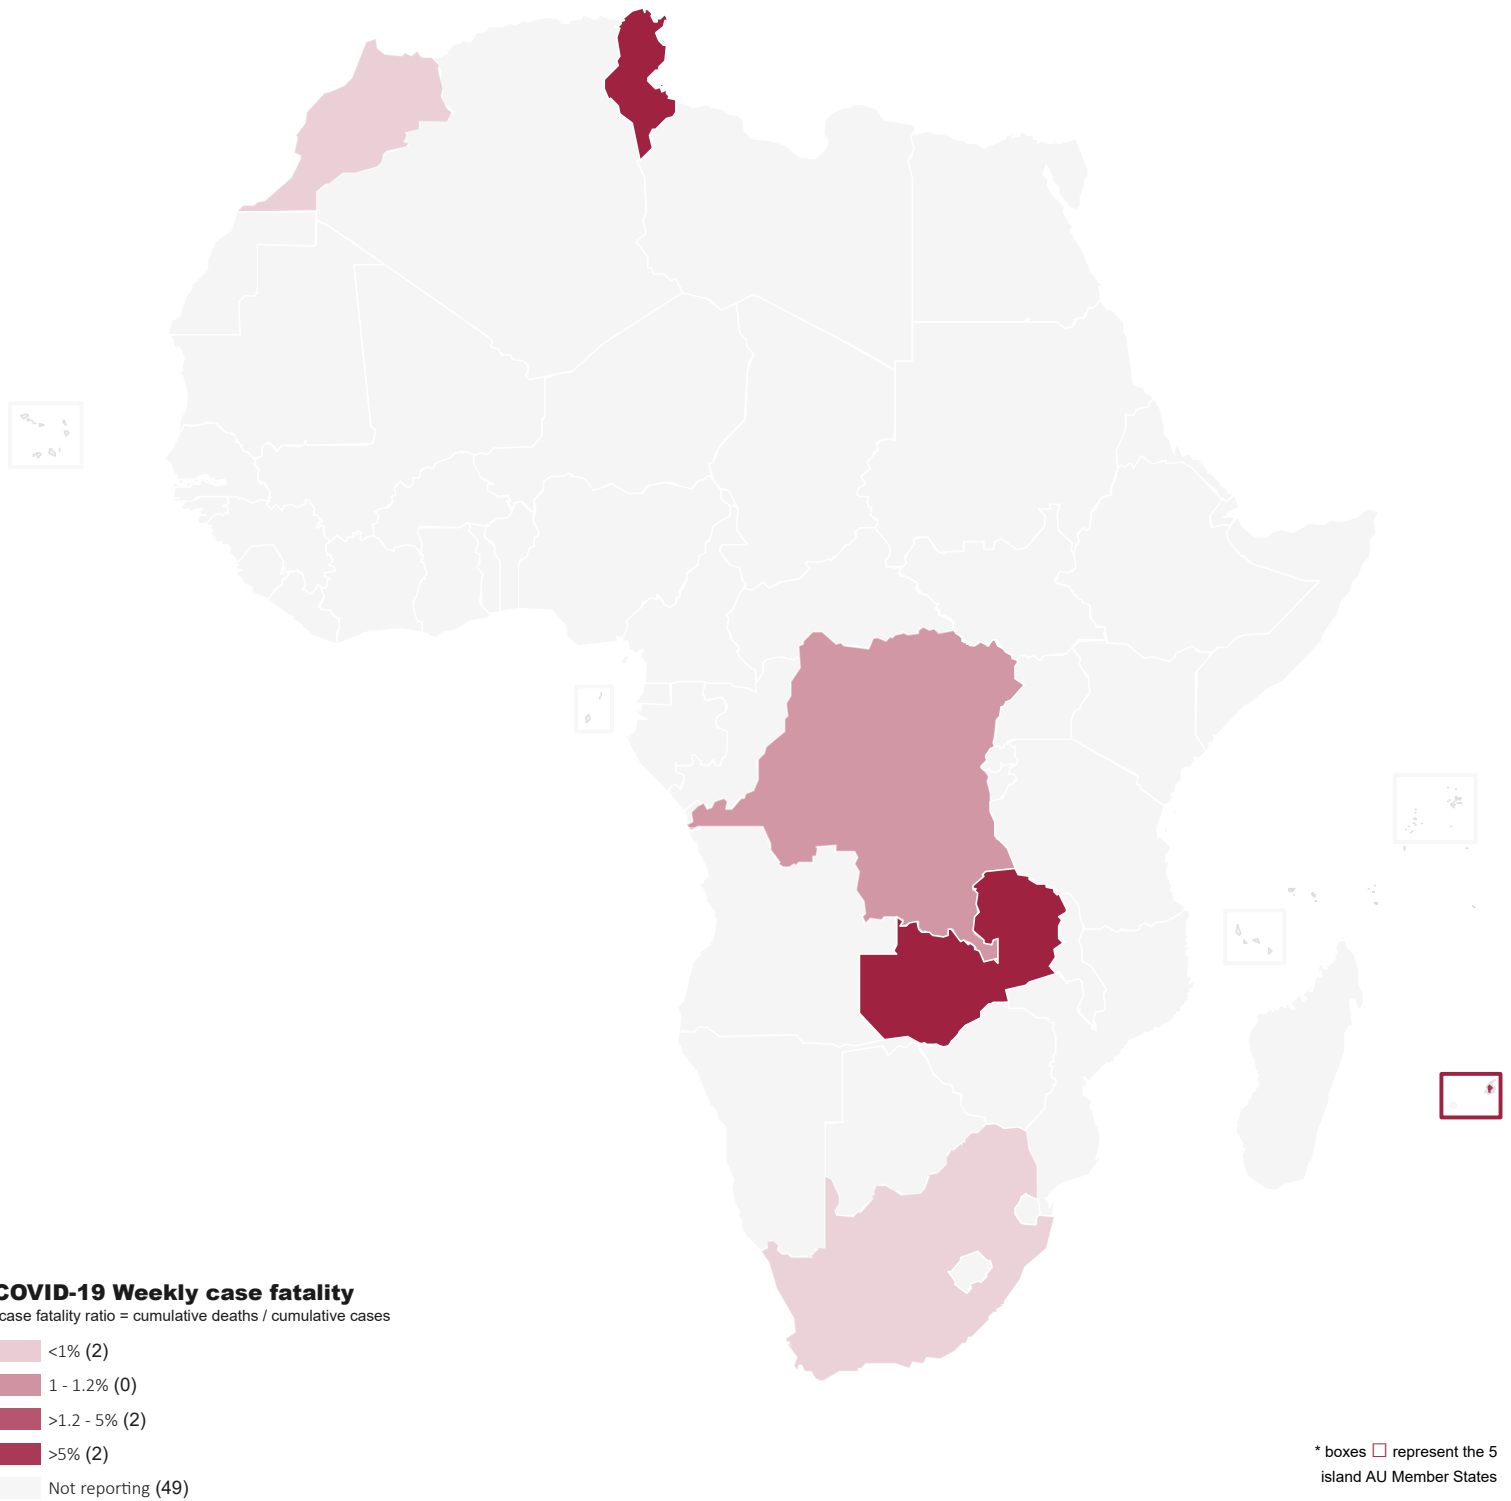 COVID-19 Weekly case fatality
case fatality ratio = cumulative deaths / cumulative cases
<1% (2)
1 - 1.2% (0)
>1.2 - 5% (2)
>5% (2)
Not reporting (49)
* boxes □ represent the 5
island AU Member States